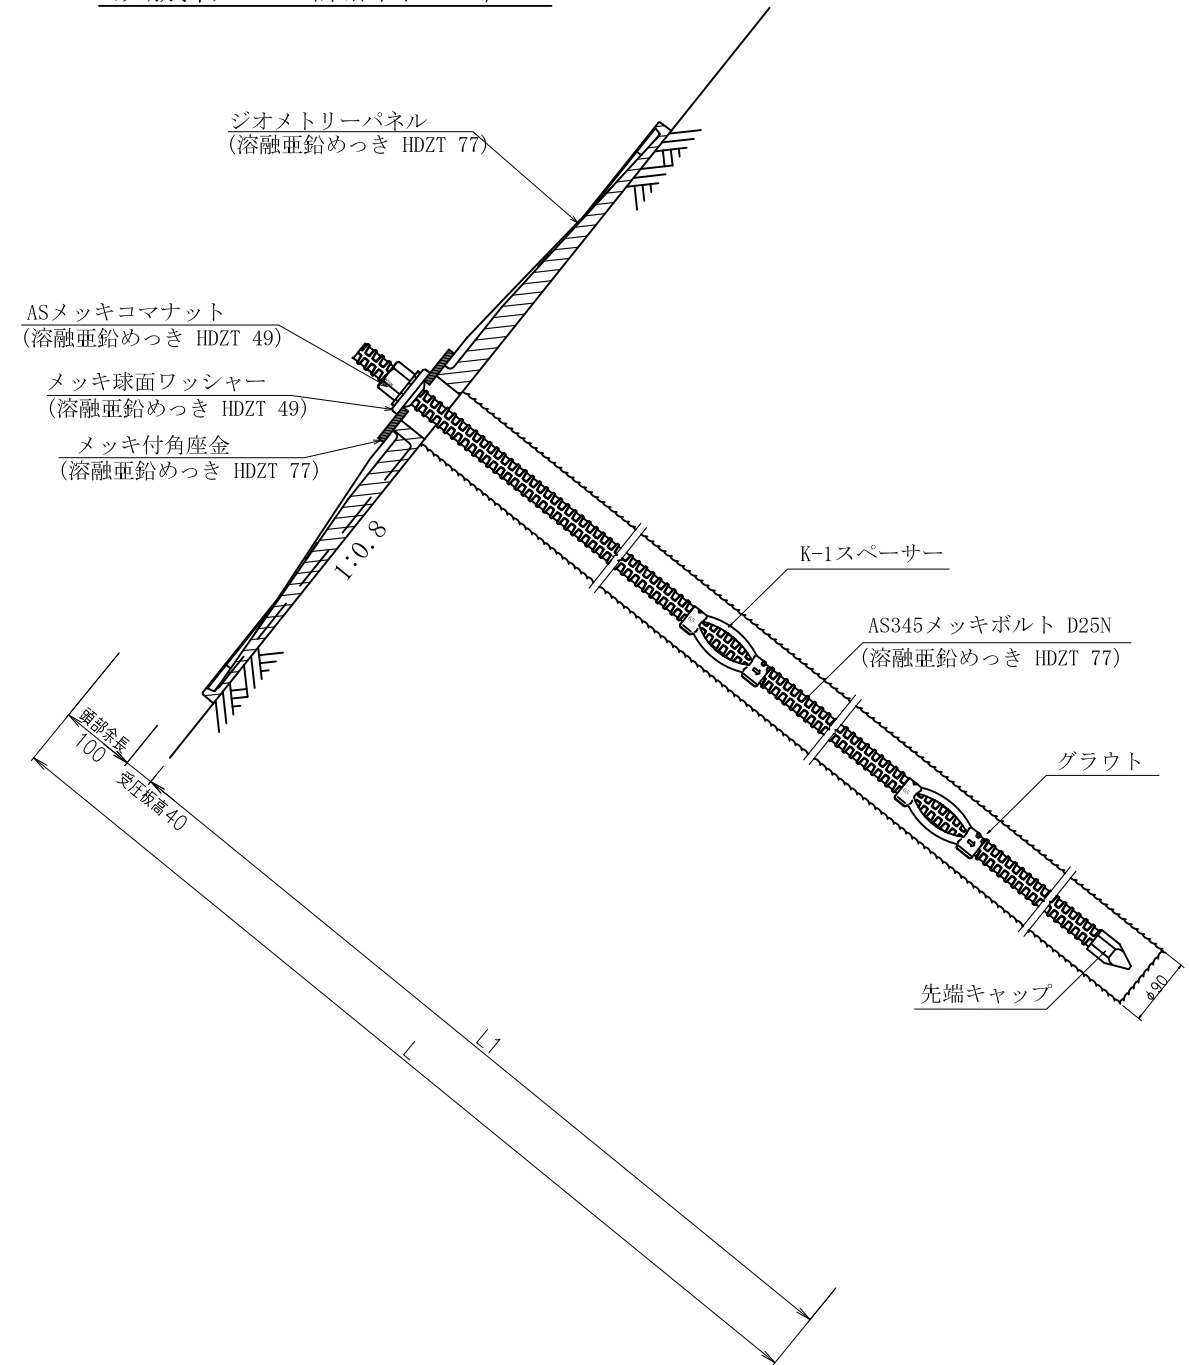 ジオメトリーパネル
(溶融亜鉛めっき HDZT 77)
ASメッキコマナット
(溶融亜鉛めっき HDZT 49)
メッキ球面ワッシャー
(溶融亜鉛めっき HDZT 49)
メッキ付角座金
(溶融亜鉛めっき HDZT 77)
1:0.8
K-1スペーサー
AS345メッキボルト D25N
(溶融亜鉛めっき HDZT 77)
グラウト
先端キャップ
φ90
頭部余長
100
受圧板高40
L1
L